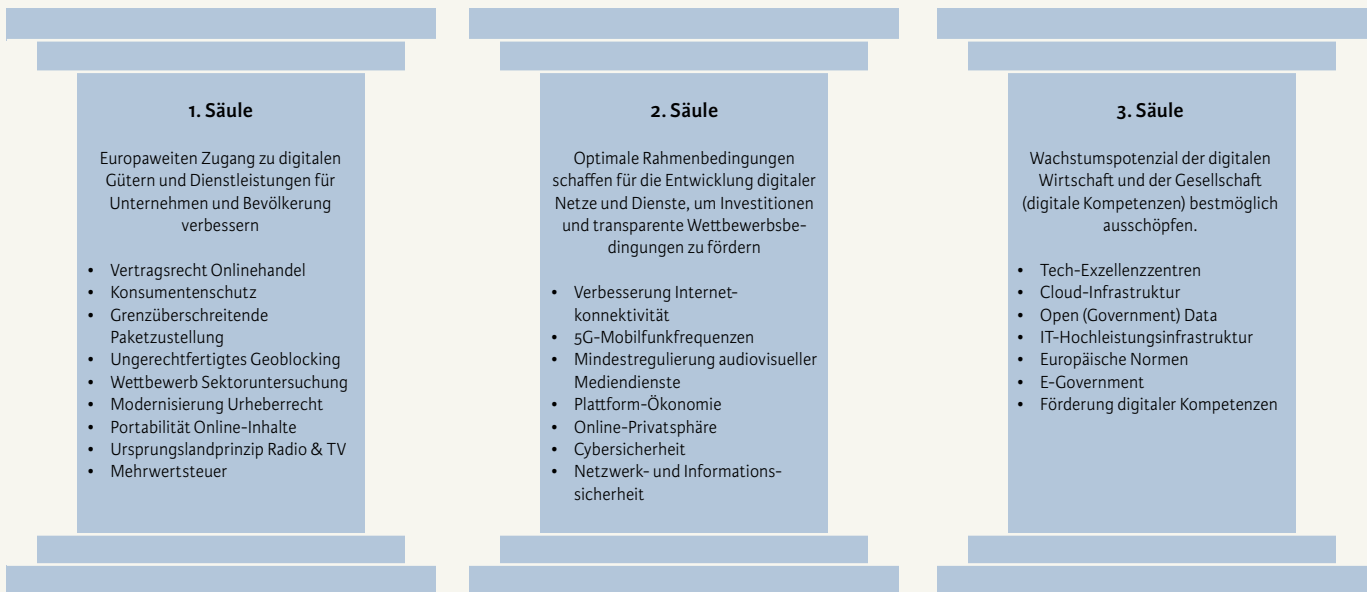 1. Säule
Europaweiten Zugang zu digitalen
Gütern und Dienstleistungen für
Unternehmen und Bevölkerung
verbessern
• Vertragsrecht Onlinehandel
• Konsumentenschutz
• Grenzüberschreitende
Paketzustellung
• Ungerechtfertigtes Geoblocking
• Wettbewerb Sektoruntersuchung
• Modernisierung Urheberrecht
• Portabilität Online-Inhalte
• Ursprungslandprinzip Radio & TV
• Mehrwertsteuer
2. Säule
Optimale Rahmenbedingungen
schaffen für die Entwicklung digitaler
Netze und Dienste, um Investitionen
und transparente Wettbewerbsbe-
dingungen zu fördern
• Verbesserung Internet-
konnektivität
• 5G-Mobilfunkfrequenzen
• Mindestregulierung audiovisueller
Mediendienste
• Plattform-Ökonomie
• Online-Privatsphäre
• Cybersicherheit
• Netzwerk- und Informations-
sicherheit
3. Säule
Wachstumspotenzial der digitalen
Wirtschaft und der Gesellschaft
(digitale Kompetenzen) bestmöglich
ausschöpfen.
• Tech-Exzellenzzentren
• Cloud-Infrastruktur
• Open (Government) Data
• IT-Hochleistungsinfrastruktur
• Europäische Normen
• E-Government
• Förderung digitaler Kompetenzen